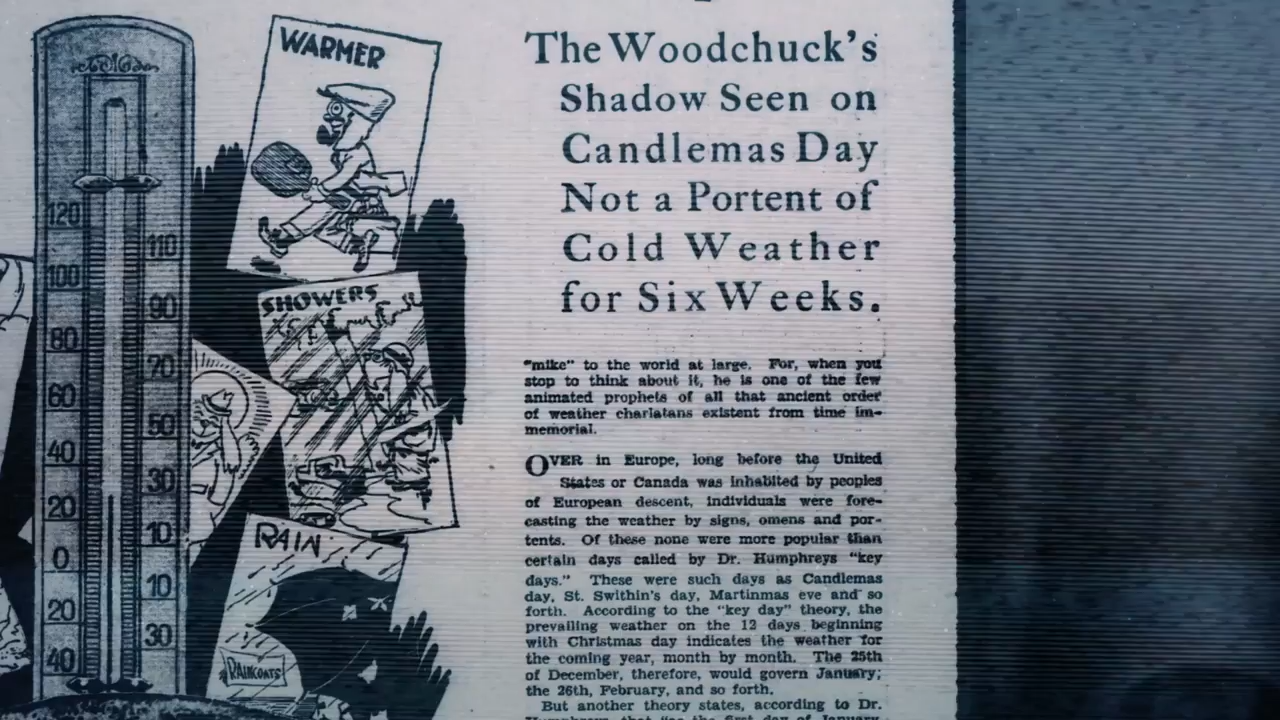 WARMER
SHOWERS
RAIN
RAINCOATS
120
100
80
60
40
20
0
20
40
110
90
70
50
30
10
10
30
The Woodchuck's
Shadow Seen on
Candlemas Day
Not a Portent of
Cold Weather
for Six Weeks.
"mike" to the world at large. For, when you
stop to think about it, he is one of the few
animated prophets of all that ancient order
of weather charlatans existent from time im-
memorial.
OVER in Europe, long before the United
States or Canada was inhabited by peoples
of European descent, individuals were fore-
casting the weather by signs, omens and por-
tents. Of these none were more popular than
certain days called by Dr. Humphreys "key
days." These were such days as Candlemas
day, St. Swithin's day, Martinmas eve and so
forth. According to the "key day" theory, the
prevailing weather on the 12 days beginning
with Christmas day indicates the weather for
the coming year, month by month. The 25th
of December, therefore, would govern January;
the 26th, February, and so forth.
But another theory states, according to Dr.
Humphreys, that "as the first day of January